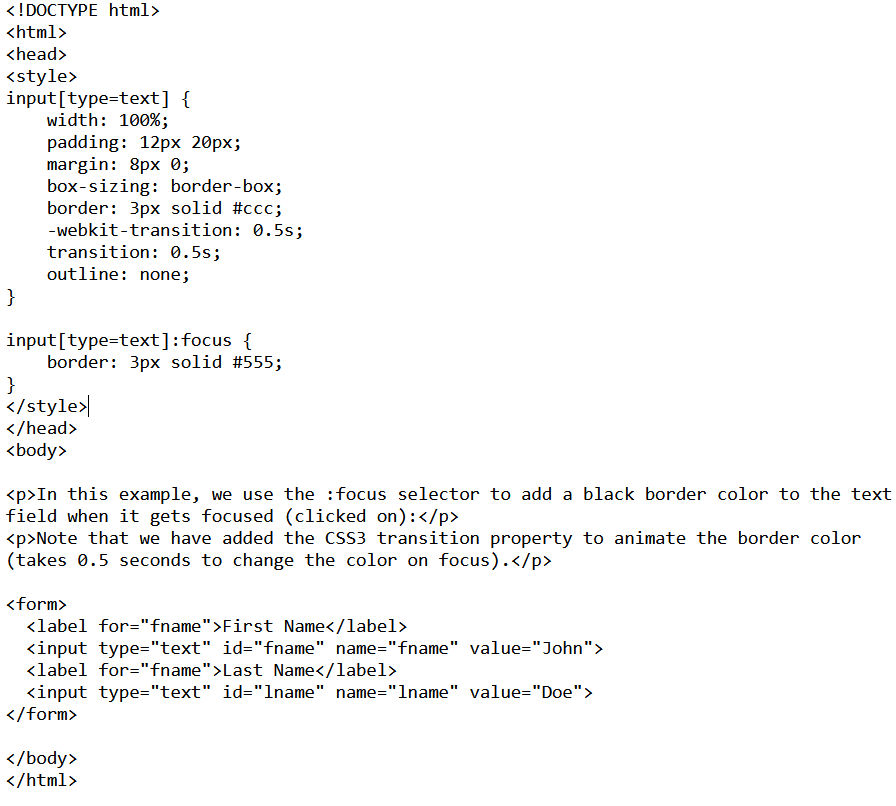 <!DOCTYPE html>
<html>
<head>
<style>
input[type=text] {
    width: 100%;
    padding: 12px 20px;
    margin: 8px 0;
    box-sizing: border-box;
    border: 3px solid #ccc;
    -webkit-transition: 0.5s;
    transition: 0.5s;
    outline: none;
}

input[type=text]:focus {
    border: 3px solid #555;
}
</style>
</head>
<body>

<p>In this example, we use the :focus selector to add a black border color to the text
field when it gets focused (clicked on):</p>
<p>Note that we have added the CSS3 transition property to animate the border color
(takes 0.5 seconds to change the color on focus).</p>

<form>
  <label for="fname">First Name</label>
  <input type="text" id="fname" name="fname" value="John">
  <label for="fname">Last Name</label>
  <input type="text" id="lname" name="lname" value="Doe">
</form>

</body>
</html>